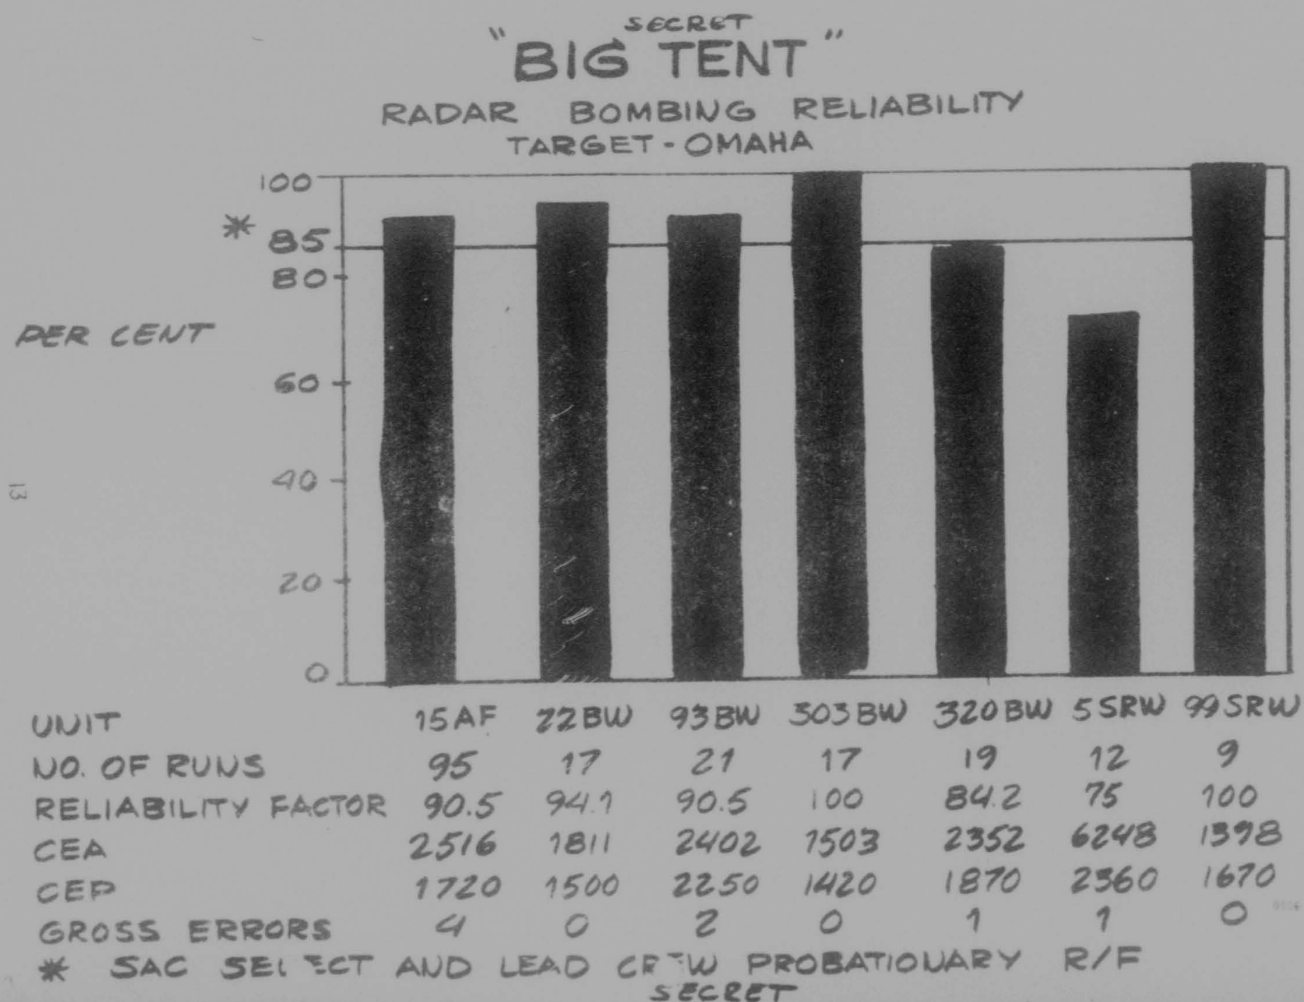 SECRET
"BIG TENT"
RADAR BOMBING RELIABILITY
TARGET - OMAHA
100
* 85
80
PER CENT
60
40
13
20
0
UNIT 15AF 22BW 93BW 303BW 320BW 5SRW 99SRW
NO. OF RUNS 95 17 21 17 19 12 9
RELIABILITY FACTOR 90.5 94.1 90.5 100 84.2 75 100
CEA 2516 1811 2402 1503 2352 6248 1398
CEP 1720 1500 2250 1420 1870 2360 1670
GROSS ERRORS 4 0 2 0 1 1 0
* SAC SELECT AND LEAD CREW PROBATIONARY R/F
SECRET